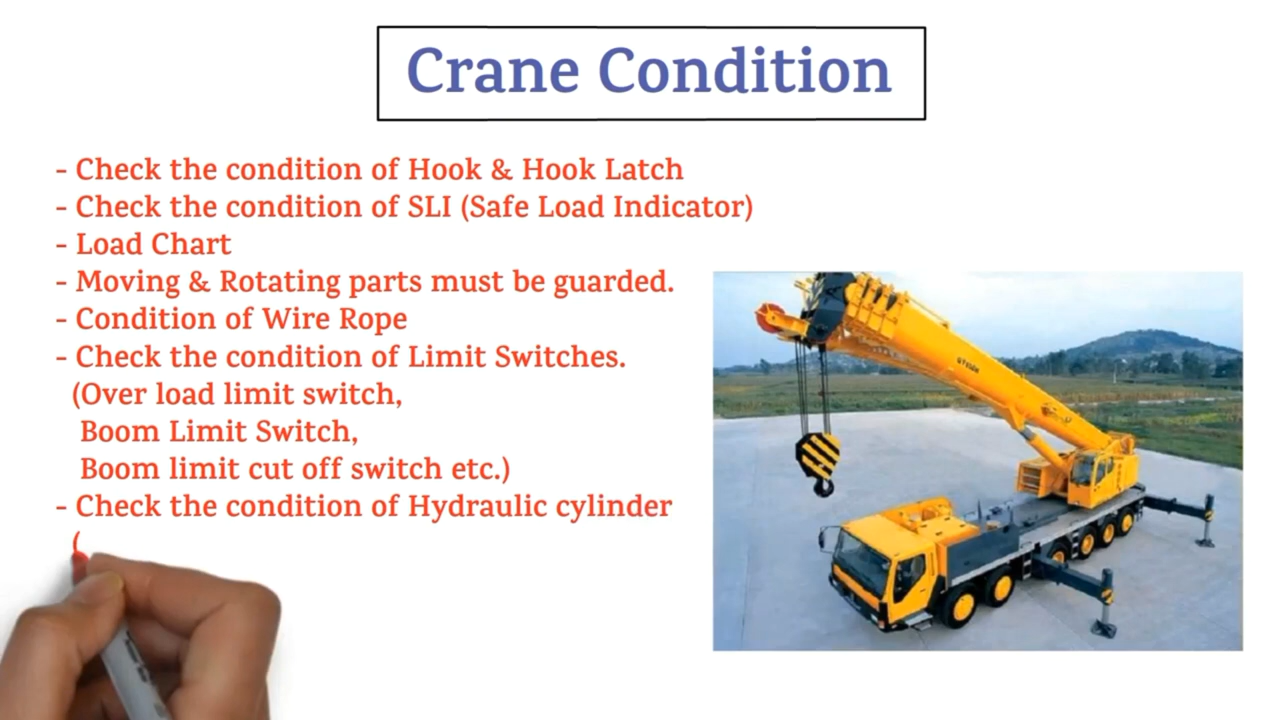 Crane Condition
- Check the condition of Hook & Hook Latch
- Check the condition of SLI (Safe Load Indicator)
- Load Chart
- Moving & Rotating parts must be guarded.
- Condition of Wire Rope
- Check the condition of Limit Switches.
(Over load limit switch,
Boom Limit Switch,
Boom limit cut off switch etc.)
- Check the condition of Hydraulic cylinder
(